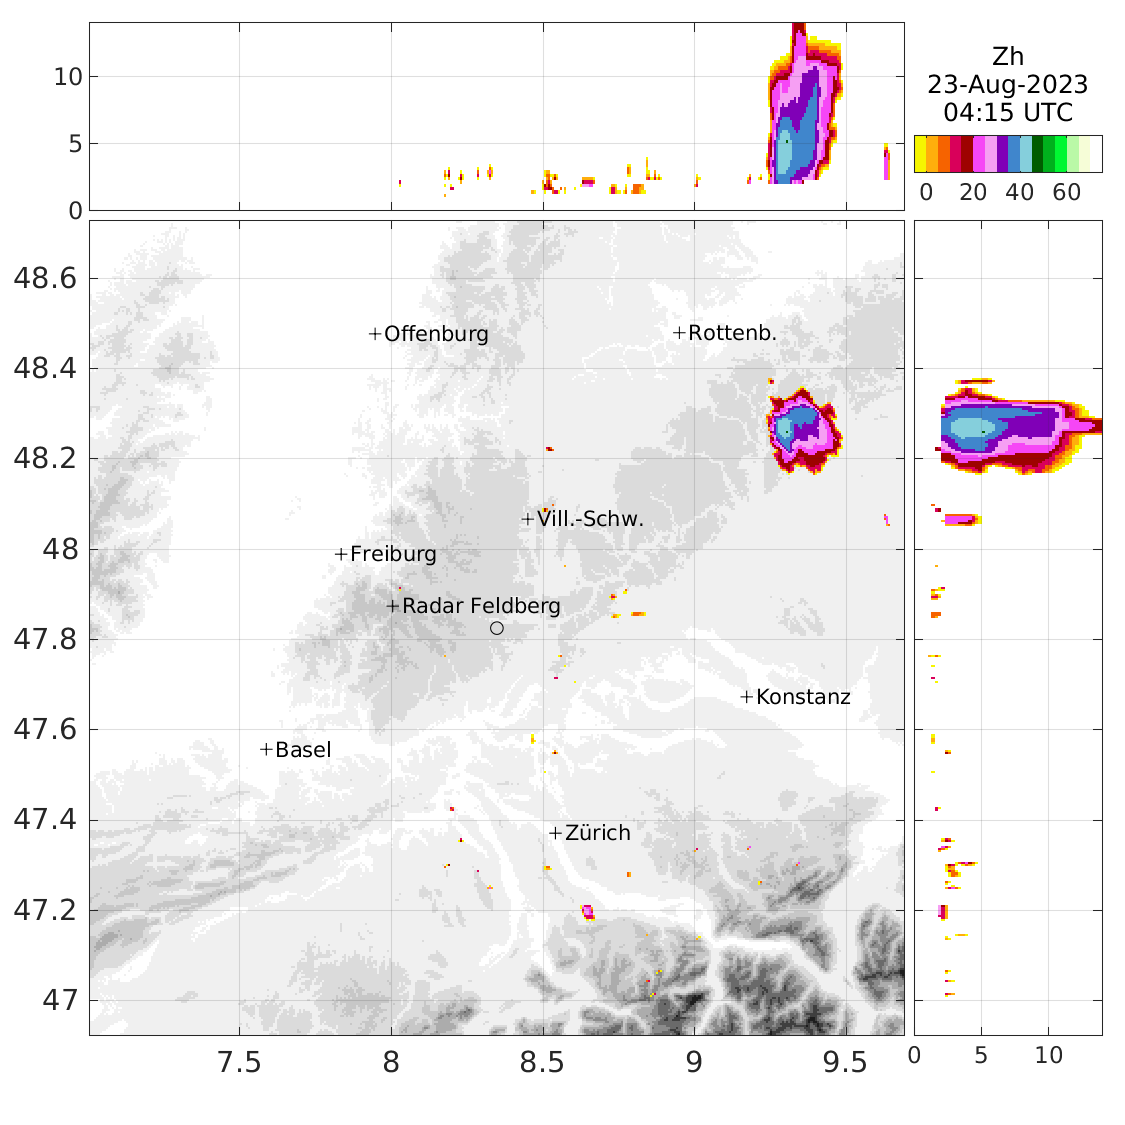 10
5
0
Zh
23-Aug-2023
04:15 UTC
0 20 40 60
48.6
48.4
48.2
48
47.8
47.6
47.4
47.2
47
Offenburg
Rottenb.
Vill.-Schw.
Freiburg
Radar Feldberg
Konstanz
Basel
Zürich
7.5 8 8.5 9 9.5
0 5 10